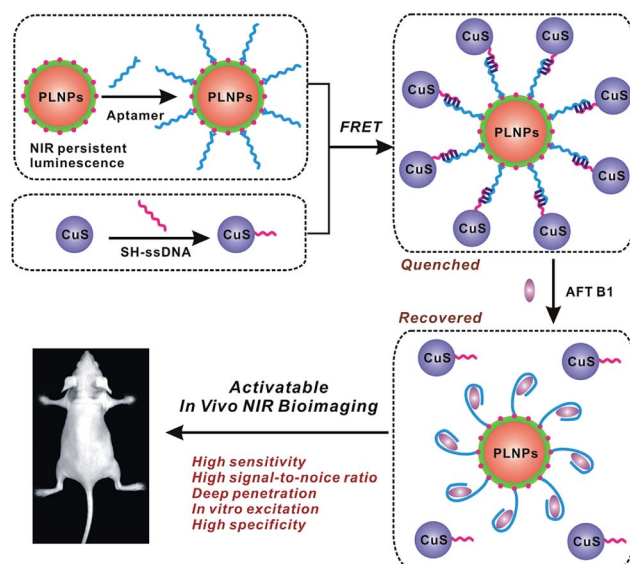 PLNPs
Aptamer
PLNPs
NIR persistent
luminescence
CuS
SH-ssDNA
CuS
FRET
CuS
CuS
CuS
CuS
PLNPs
CuS
CuS
CuS
CuS
Quenched
AFT B1
Recovered
CuS
CuS
PLNPs
CuS
CuS
Activatable
In Vivo NIR Bioimaging
High sensitivity
High signal-to-noice ratio
Deep penetration
In vitro excitation
High specificity